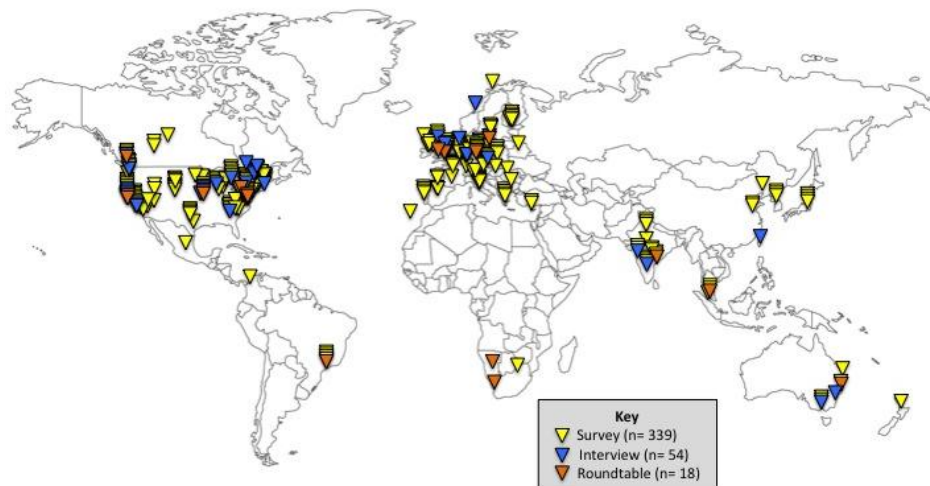 Key
Survey (n= 339)
Interview (n= 54)
Roundtable (n= 18)